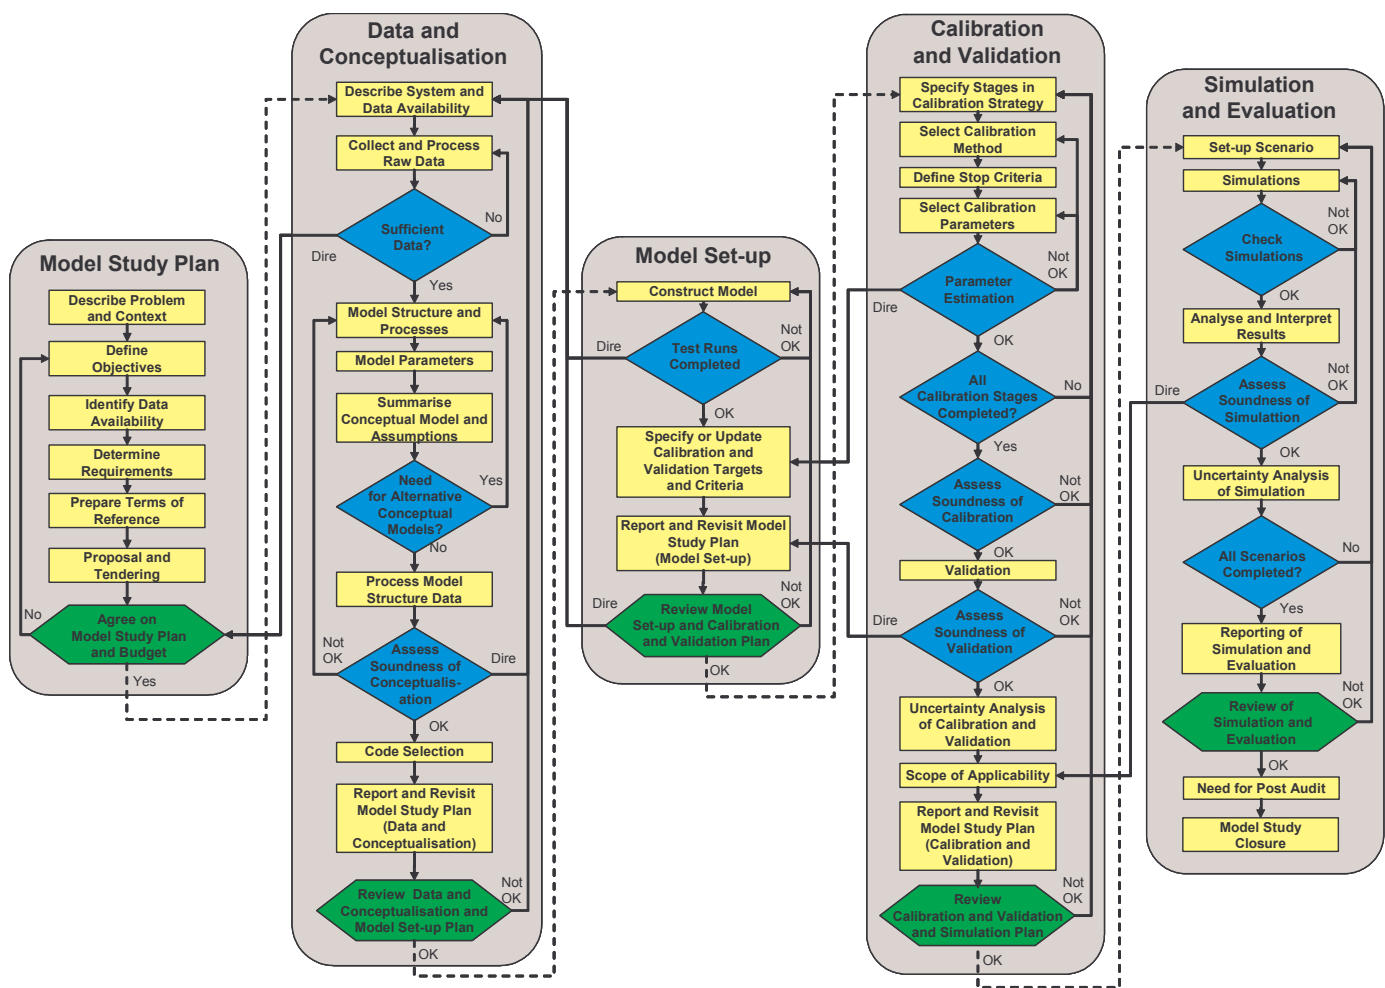 Model Study Plan
Describe Problem
and Context
Define
Objectives
Identify Data
Availability
Determine
Requirements
Prepare Terms of
Reference
Proposal and
Tendering
No
Agree on
Model Study Plan
and Budget
Yes
Data and
Conceptualisation
Describe System and
Data Availability
Collect and Process
Raw Data
No
Sufficient
Data?
Dire
Yes
Model Structure and
Processes
Model Parameters
Summarise
Conceptual Model and
Assumptions
Need
for Alternative
Conceptual
Models?
Yes
No
Process Model
Structure Data
Not
OK
Assess
Soundness of
Conceptualis-
ation
Dire
OK
Code Selection
Report and Revisit
Model Study Plan
(Data and
Conceptualisation)
Not
OK
Review Data and
Conceptualisation and
Model Set-up Plan
OK
Model Set-up
Construct Model
Not
OK
Dire
Test Runs
Completed
OK
Specify or Update
Calibration and
Validation Targets
and Criteria
Report and Revisit Model
Study Plan
(Model Set-up)
Not
OK
Dire
Review Model
Set-up and Calibration
and Validation Plan
OK
Calibration
and Validation
Specify Stages in
Calibration Strategy
Select Calibration
Method
Define Stop Criteria
Select Calibration
Parameters
Not
OK
Parameter
Estimation
Dire
OK
All
Calibration Stages
Completed?
No
Yes
Assess
Soundness of
Calibration
Not
OK
OK
Validation
Not
OK
Dire
Assess
Soundness of
Validation
OK
Uncertainty Analysis
of Calibration and
Validation
Scope of Applicability
Report and Revisit
Model Study Plan
(Calibration and
Validation)
Not
OK
Review
Calibration and Validation
and Simulation Plan
OK
Simulation
and Evaluation
Set-up Scenario
Simulations
Not
OK
Check
Simulations
OK
Analyse and Interpret
Results
Not
OK
Dire
Assess
Soundness of
Simulattion
OK
Uncertainty Analysis
of Simulation
All Scenarios
Completed?
No
Yes
Reporting of
Simulation and
Evaluation
Not
OK
Review of
Simulation and
Evaluation
OK
Need for Post Audit
Model Study
Closure